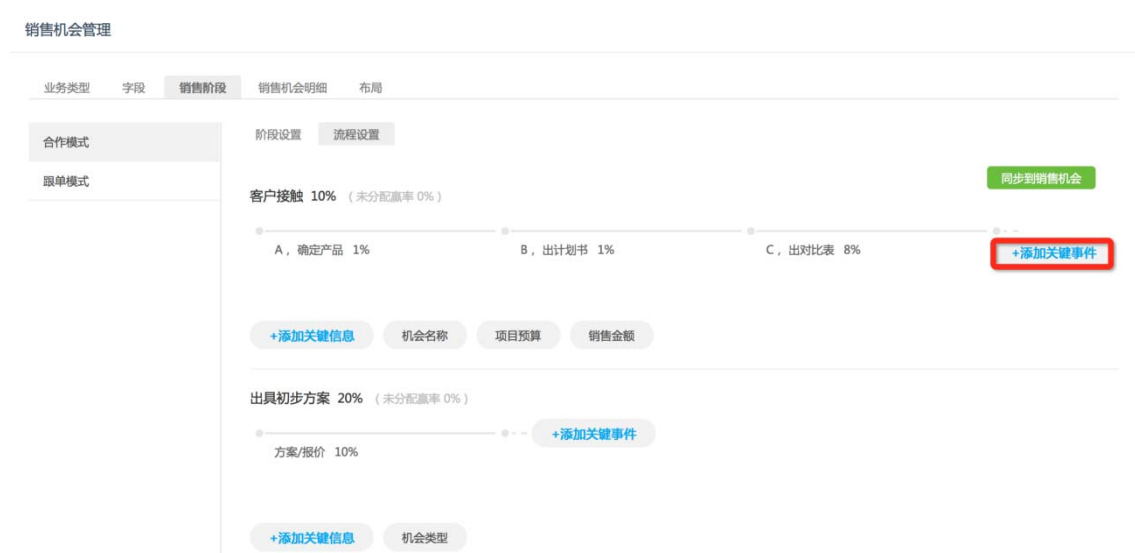 销售机会管理
业务类型 字段 销售阶段 销售机会明细 布局
合作模式
跟单模式
阶段设置 流程设置
同步到销售机会
客户接触 10% (未分配赢率 0%)
A，确定产品 1% B，出计划书 1% C，出对比表 8% +添加关键事件
+添加关键信息 机会名称 项目预算 销售金额
出具初步方案 20% (未分配赢率 0%)
+添加关键事件
方案/报价 10%
+添加关键信息 机会类型